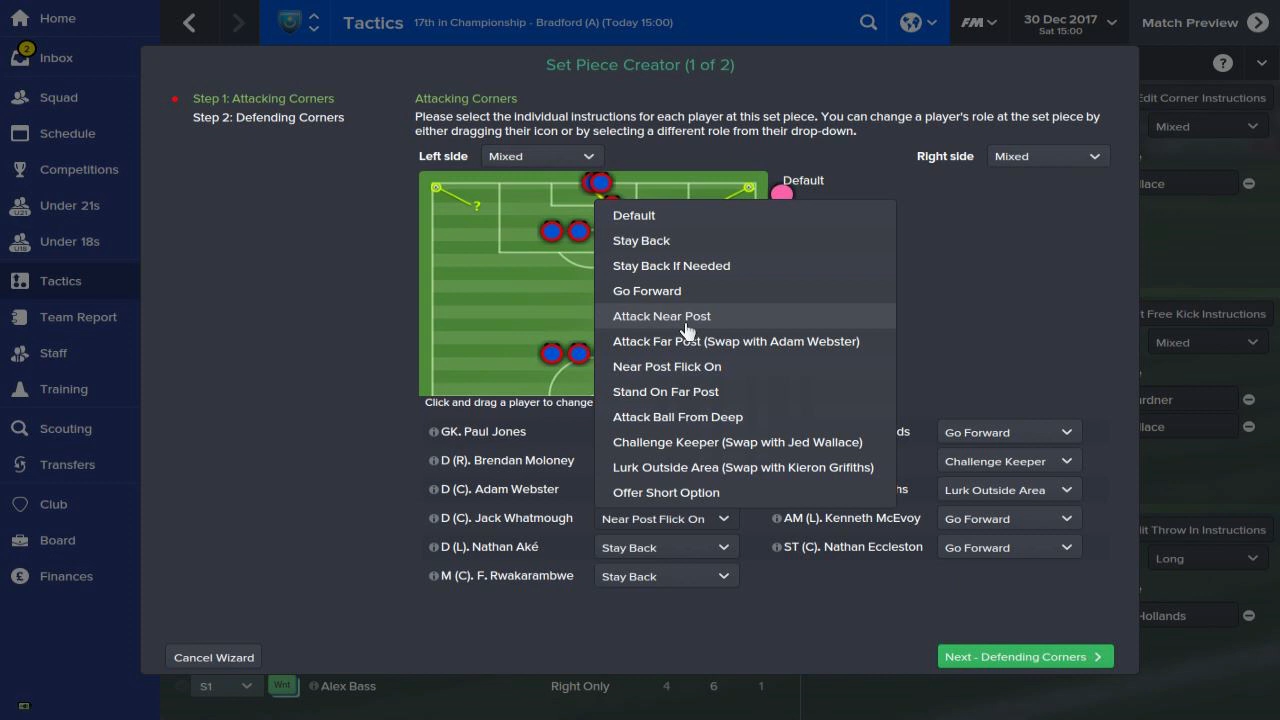 Home
Tactics
17th in Championship - Bradford (A) (Today 15:00)
FM
30 Dec 2017
Sat 15:00
Match Preview
2
Inbox
Squad
Schedule
Competitions
U21
Under 21s
U18
Under 18s
Tactics
Team Report
Staff
Training
Scouting
Transfers
Club
Board
Finances
Set Piece Creator (1 of 2)
?
Step 1: Attacking Corners
Step 2: Defending Corners
Attacking Corners
Please select the individual instructions for each player at this set piece. You can change a player's role at the set piece by
either dragging their icon or by selecting a different role from their drop-down.
Left side
Mixed
Right side
Mixed
?
Default
Default
Stay Back
Stay Back If Needed
Go Forward
Attack Near Post
Attack Far Post (Swap with Adam Webster)
Near Post Flick On
Stand On Far Post
Attack Ball From Deep
Challenge Keeper (Swap with Jed Wallace)
Lurk Outside Area (Swap with Kieron Grifiths)
Offer Short Option
Click and drag a player to change
GK. Paul Jones
D (R). Brendan Moloney
D (C). Adam Webster
D (C). Jack Whatmough
Near Post Flick On
D (L). Nathan Aké
Stay Back
M (C). F. Rwakarambwe
Stay Back
ds
Go Forward
Challenge Keeper
hs
Lurk Outside Area
AM (L). Kenneth McEvoy
Go Forward
ST (C). Nathan Eccleston
Go Forward
Cancel Wizard
Next - Defending Corners
Edit Corner Instructions
Mixed
llace
t Free Kick Instructions
Mixed
rdner
llace
it Throw In Instructions
Long
Hollands
S1
Wnt
Alex Bass
Right Only
4
6
1